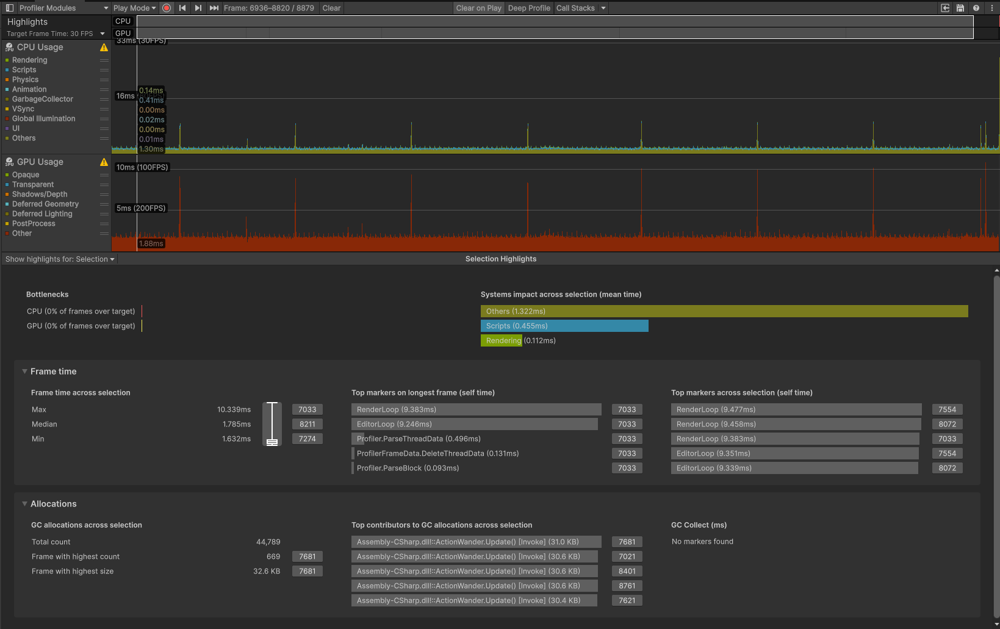 Profiler Modules
Play Mode
Frame: 6936–8820 / 8879
Clear
Clear on Play
Deep Profile
Call Stacks
Highlights
Target Frame Time: 30 FPS
CPU
GPU
CPU Usage
Rendering
Scripts
Physics
Animation
GarbageCollector
VSync
Global Illumination
UI
Others
33ms (30FPS)
16ms (60FPS)
0.14ms
0.41ms
0.00ms
0.02ms
0.00ms
0.01ms
1.30ms
GPU Usage
Opaque
Transparent
Shadows/Depth
Deferred Geometry
Deferred Lighting
PostProcess
Other
10ms (100FPS)
5ms (200FPS)
1.88ms
Show highlights for: Selection
Selection Highlights
Bottlenecks
CPU (0% of frames over target)
GPU (0% of frames over target)
Systems impact across selection (mean time)
Others (1.322ms)
Scripts (0.455ms)
Rendering (0.112ms)
Frame time
Frame time across selection
Max 10.339ms 7033
Median 1.785ms 8211
Min 1.632ms 7274
Top markers on longest frame (self time)
RenderLoop (9.383ms) 7033
EditorLoop (9.246ms) 7033
Profiler.ParseThreadData (0.496ms) 7033
ProfilerFrameData.DeleteThreadData (0.131ms) 7033
Profiler.ParseBlock (0.093ms) 7033
Top markers across selection (self time)
RenderLoop (9.477ms) 7554
RenderLoop (9.458ms) 8072
RenderLoop (9.383ms) 7033
EditorLoop (9.351ms) 7554
EditorLoop (9.339ms) 8072
Allocations
GC allocations across selection
Total count 44,789
Frame with highest count 669 7681
Frame with highest size 32.6 KB 7681
Top contributors to GC allocations across selection
Assembly-CSharp.dll!::ActionWander.Update() [Invoke] (31.0 KB) 7681
Assembly-CSharp.dll!::ActionWander.Update() [Invoke] (30.6 KB) 7021
Assembly-CSharp.dll!::ActionWander.Update() [Invoke] (30.6 KB) 8401
Assembly-CSharp.dll!::ActionWander.Update() [Invoke] (30.6 KB) 8761
Assembly-CSharp.dll!::ActionWander.Update() [Invoke] (30.4 KB) 7621
GC Collect (ms)
No markers found